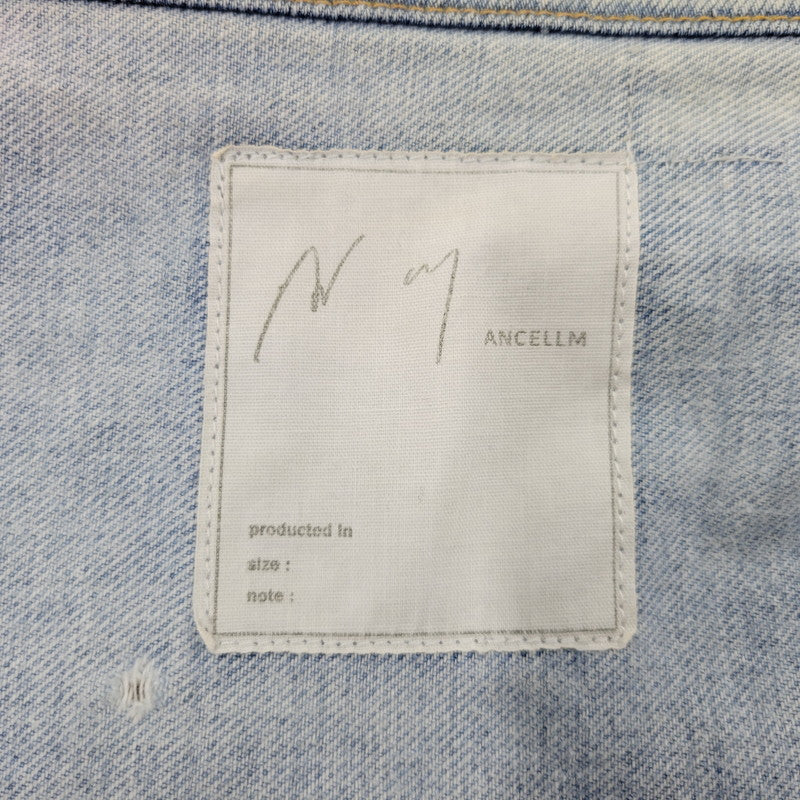 ANCELLM
producted in
size :
note :